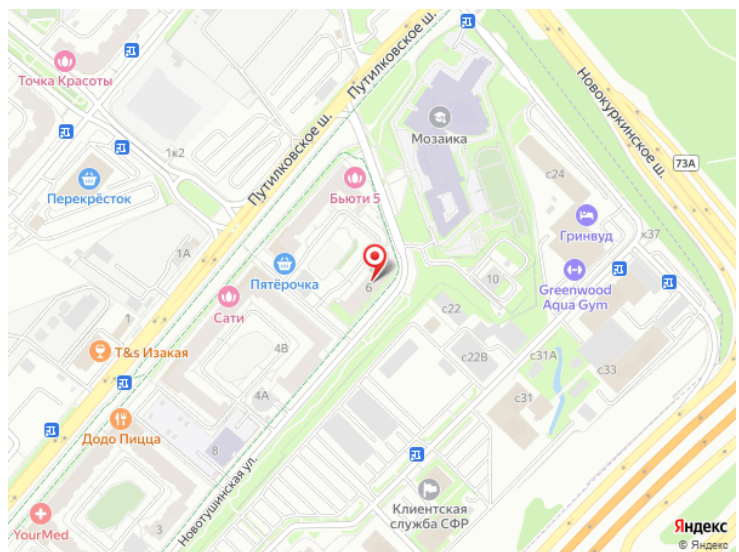 Путилковское ш.
Точка Красоты
Путилковское ш.
Новокуркинское ш.
Мозаика
1к2
73А
Перекрёсток
Бьюти 5
с24
Гринвуд
к37
1А
Пятёрочка
6
10
Greenwood
Aqua Gym
Сати
с22
1
T&s Изакая
4В
с22В
с31А
с33
4А
с31
Додо Пицца
8
Новотушинская ул.
Клиентская
служба СФР
YourMed
3
Яндекс
© Яндекс